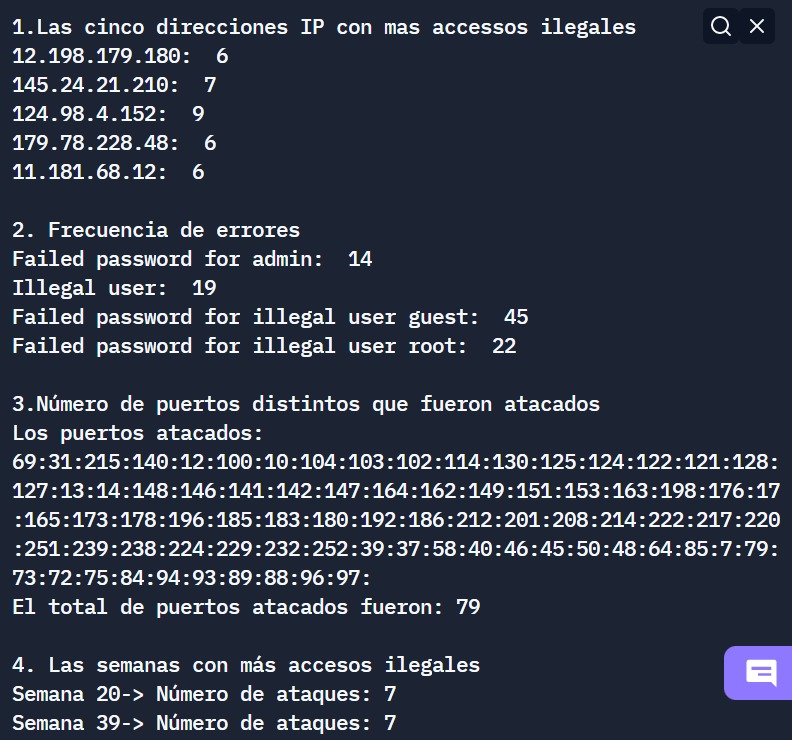 1.Las cinco direcciones IP con mas accessos ilegales
12.198.179.180:  6
145.24.21.210:  7
124.98.4.152:  9
179.78.228.48:  6
11.181.68.12:  6
2. Frecuencia de errores
Failed password for admin:  14
Illegal user:  19
Failed password for illegal user guest:  45
Failed password for illegal user root:  22
3.Número de puertos distintos que fueron atacados
Los puertos atacados:
69:31:215:140:12:100:10:104:103:102:114:130:125:124:122:121:128:
127:13:14:148:146:141:142:147:164:162:149:151:153:163:198:176:17
:165:173:178:196:185:183:180:192:186:212:201:208:214:222:217:220
:251:239:238:224:229:232:252:39:37:58:40:46:45:50:48:64:85:7:79:
73:72:75:84:94:93:89:88:96:97:
El total de puertos atacados fueron: 79
4. Las semanas con más accesos ilegales
Semana 20-> Número de ataques: 7
Semana 39-> Número de ataques: 7